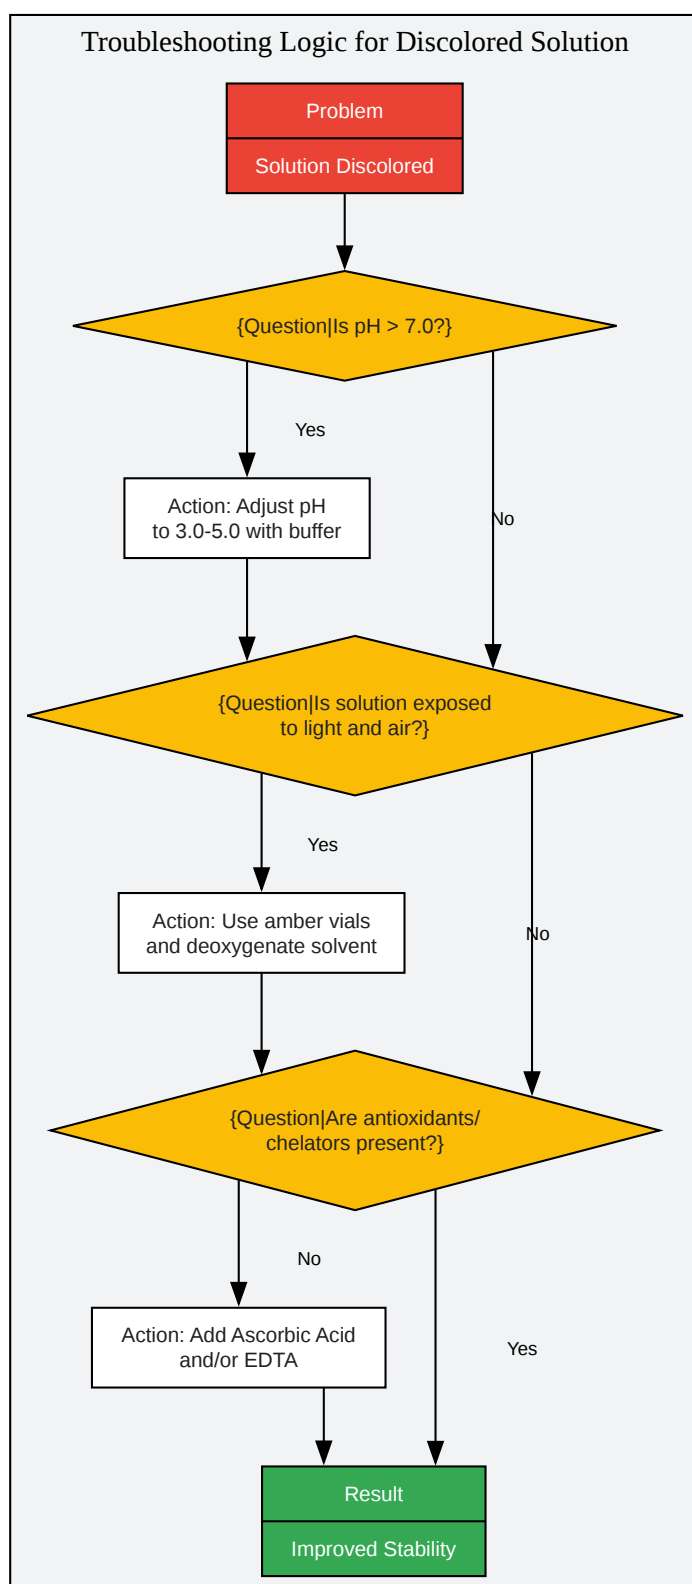 Troubleshooting Logic for Discolored Solution
Problem
Solution Discolored
{Question|Is pH > 7.0?}
Yes
Action: Adjust pH
to 3.0-5.0 with buffer
No
{Question|Is solution exposed
to light and air?}
Yes
Action: Use amber vials
and deoxygenate solvent
No
{Question|Are antioxidants/
chelators present?}
No
Action: Add Ascorbic Acid
and/or EDTA
Yes
Result
Improved Stability